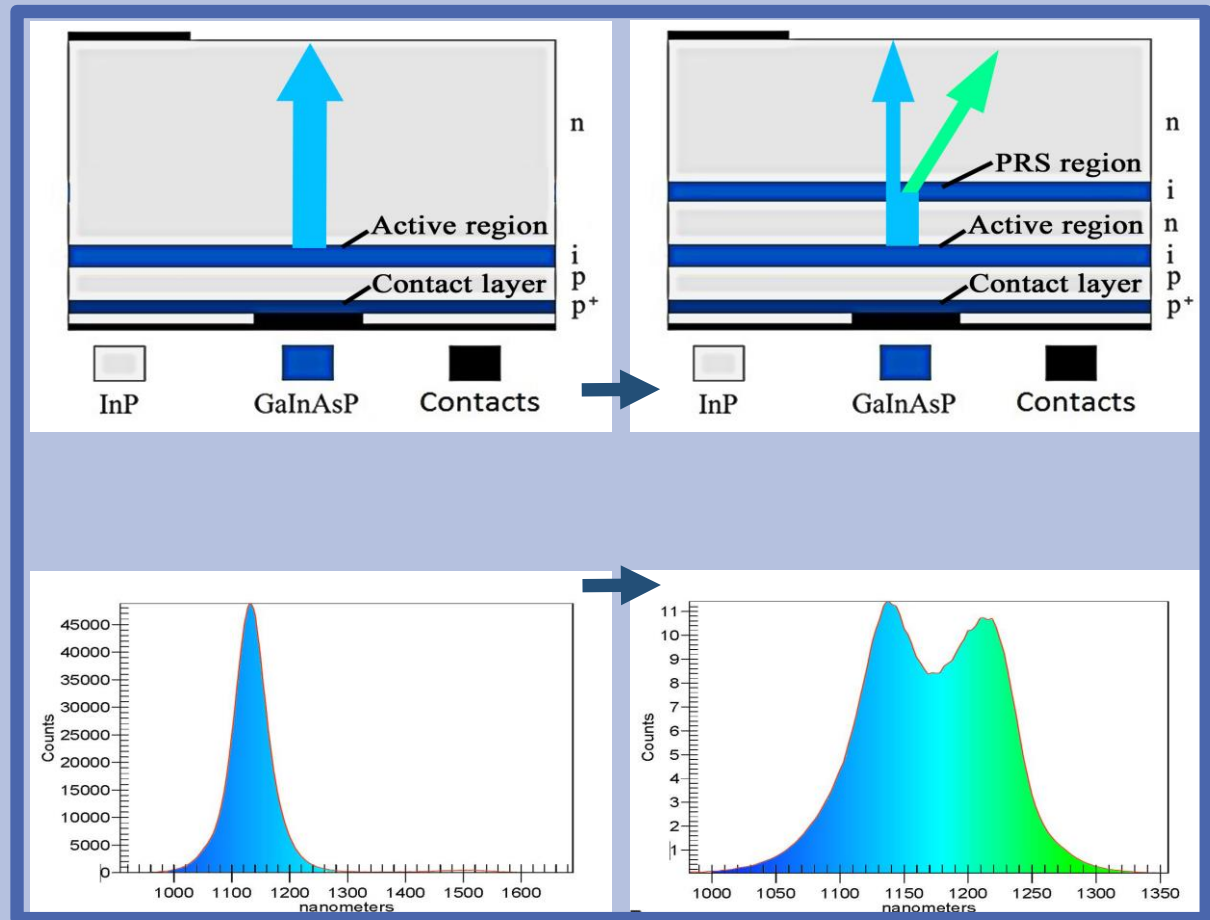 n
Active region
i
p
Contact layer
p+
InP
GaInAsP
Contacts
n
PRS region
i
n
Active region
i
p
Contact layer
p+
InP
GaInAsP
Contacts
45000
40000
35000
30000
25000
20000
15000
10000
5000
0
Counts
1000 1100 1200 1300 1400 1500 1600
nanometers
11
10
9
8
7
6
5
4
3
2
1
Counts
1000 1050 1100 1150 1200 1250 1300 1350
nanometers